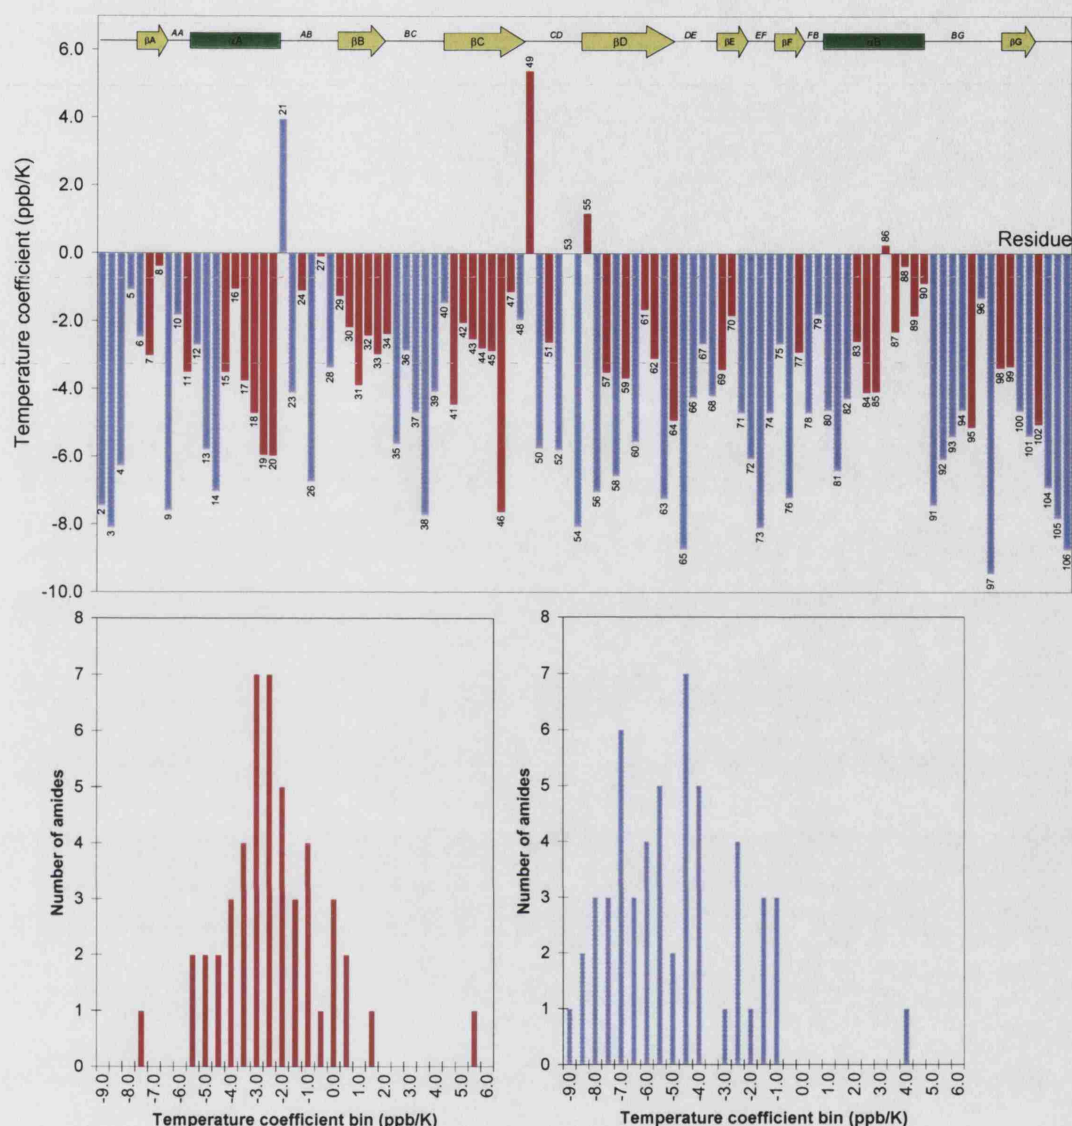 βA AA αA AB βB BC βC CD βD DE βE EF βF FB αB BG βG
6.0
4.0
2.0
0.0
-2.0
-4.0
-6.0
-8.0
-10.0
Temperature coefficient (ppb/K)
Residue
2 3 4 5 6 7 8 9 10 11 12 13 14 15 16 17 18 19 20 21 23 24 26 27 28 29 30 31 32 33 34 35 36 37 38 39 40 41 42 43 44 45 46 47 48 49 50 51 52 53 54 55 56 57 58 59 60 61 62 63 64 65 66 67 68 69 70 71 72 73 74 75 76 77 78 79 80 81 82 83 84 85 86 87 88 89 90 91 92 93 94 95 96 97 98 99 100 101 102 104 105 106
8
7
6
5
4
3
2
1
0
Number of amides
-9.0 -8.0 -7.0 -6.0 -5.0 -4.0 -3.0 -2.0 -1.0 0.0 1.0 2.0 3.0 4.0 5.0 6.0
Temperature coefficient bin (ppb/K)
8
7
6
5
4
3
2
1
0
Number of amides
-9.0 -8.0 -7.0 -6.0 -5.0 -4.0 -3.0 -2.0 -1.0 0.0 1.0 2.0 3.0 4.0 5.0 6.0
Temperature coefficient bin (ppb/K)